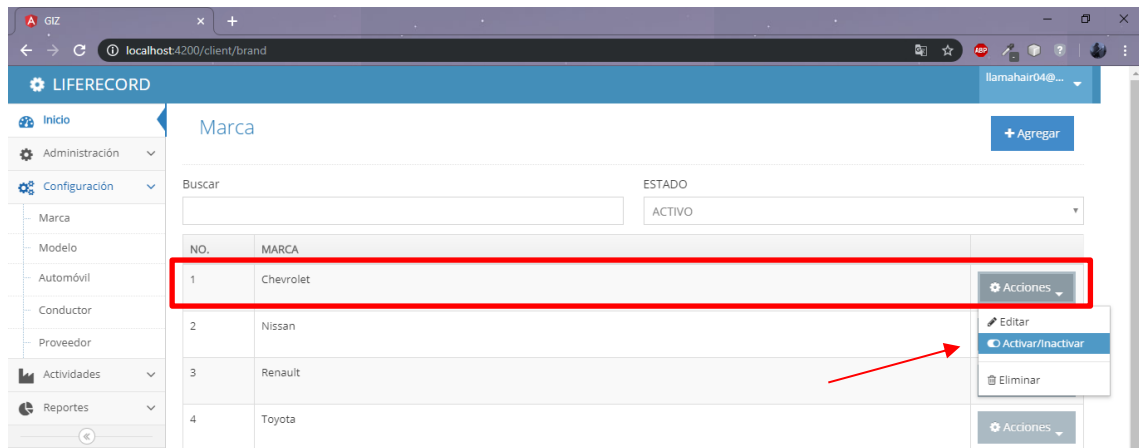 GIZ
localhost:4200/client/brand
ABP
LIFERECORD
llamahair04@...
Inicio
Administración
Configuración
Marca
Modelo
Automóvil
Conductor
Proveedor
Actividades
Reportes
Marca
Agregar
Buscar
ESTADO
ACTIVO
NO. MARCA
1 Chevrolet Acciones
2 Nissan
3 Renault
4 Toyota Acciones
Editar
Activar/Inactivar
Eliminar